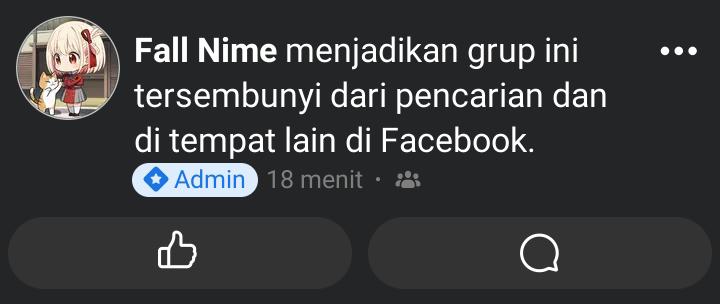 Fall Nime menjadikan grup ini
tersembunyi dari pencarian dan
di tempat lain di Facebook.
Admin 18 menit ·